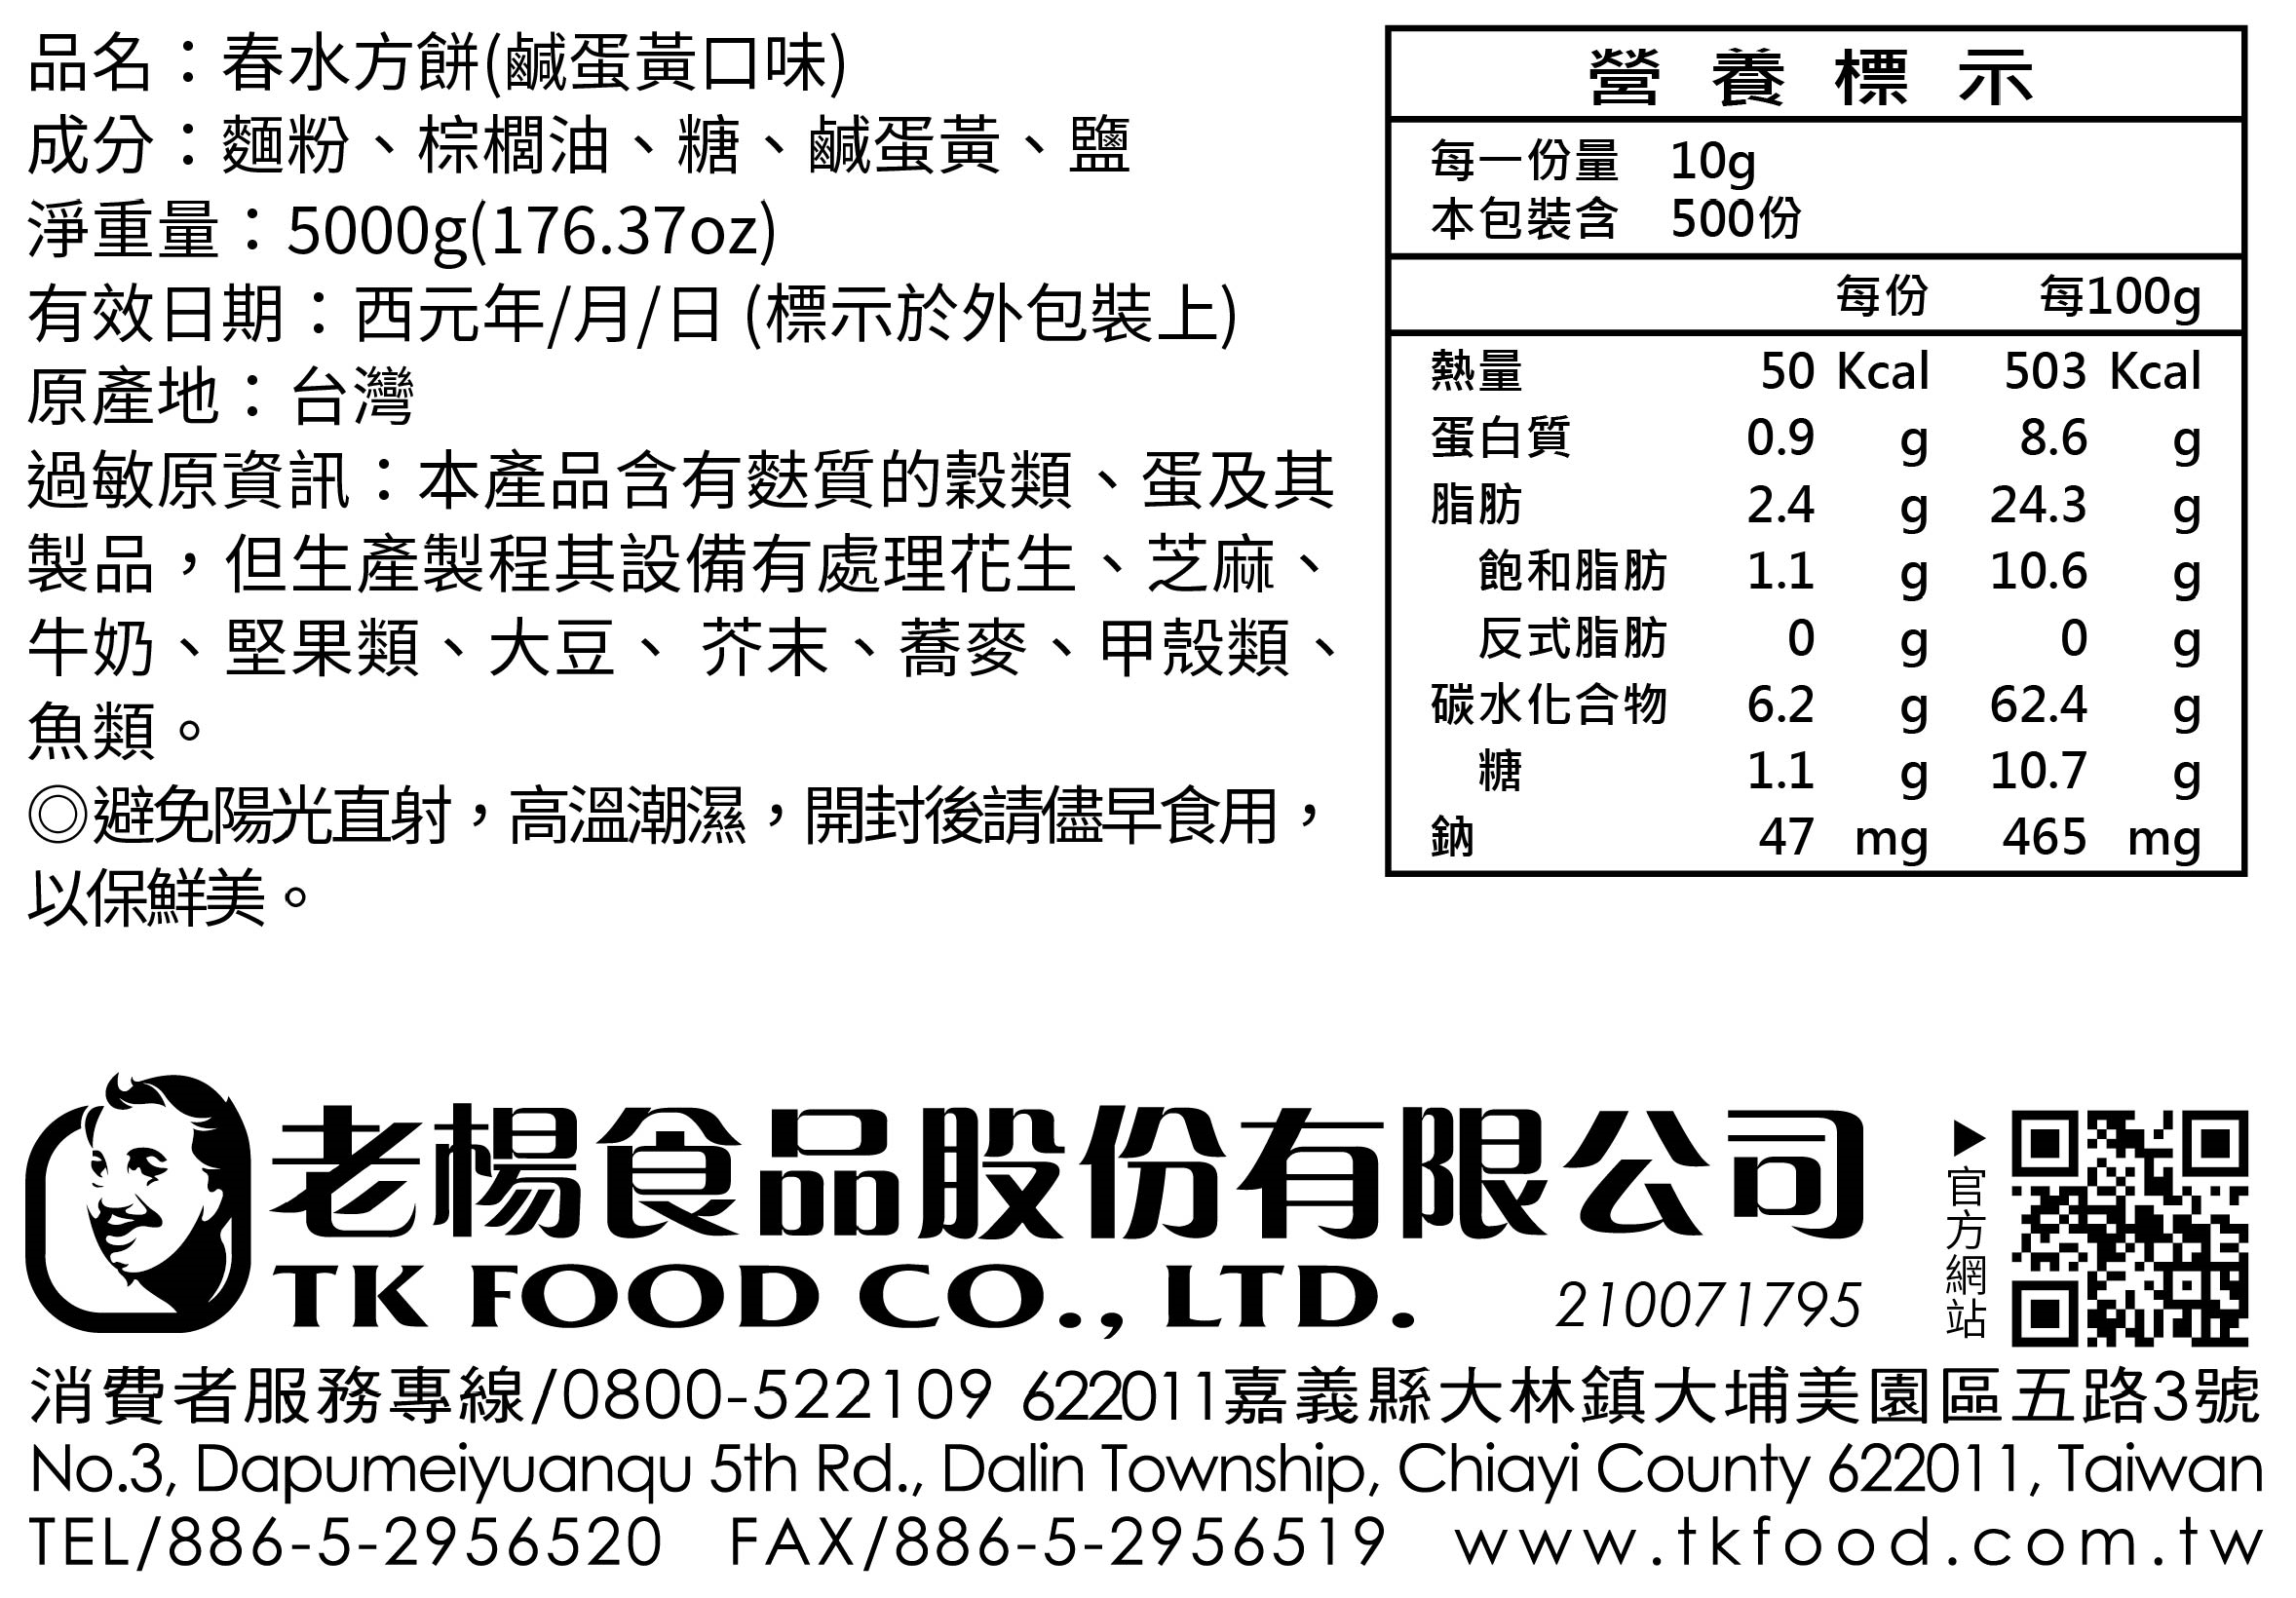 品名：春水方餅(鹹蛋黃口味)
成分：麵粉、棕櫚油、糖、鹹蛋黃、鹽
淨重量：5000g(176.37oz)
有效日期：西元年/月/日 (標示於外包裝上)
原產地：台灣
過敏原資訊：本產品含有麩質的穀類、蛋及其
製品，但生產製程其設備有處理花生、芝麻、
牛奶、堅果類、大豆、 芥末、蕎麥、甲殼類、
魚類。
◎避免陽光直射，高溫潮濕，開封後請儘早食用，
以保鮮美。
營養標示
每一份量 10g
本包裝含 500份
每份 每100g
熱量 50 Kcal 503 Kcal
蛋白質 0.9 g 8.6 g
脂肪 2.4 g 24.3 g
飽和脂肪 1.1 g 10.6 g
反式脂肪 0 g 0 g
碳水化合物 6.2 g 62.4 g
糖 1.1 g 10.7 g
鈉 47 mg 465 mg
老楊食品股份有限公司
TK FOOD CO., LTD. 210071795
▶官方網站
消費者服務專線/0800-522109 622011嘉義縣大林鎮大埔美園區五路3號
No.3, Dapumeiyuanqu 5th Rd., Dalin Township, Chiayi County 622011, Taiwan
TEL/886-5-2956520 FAX/886-5-2956519 www.tkfood.com.tw